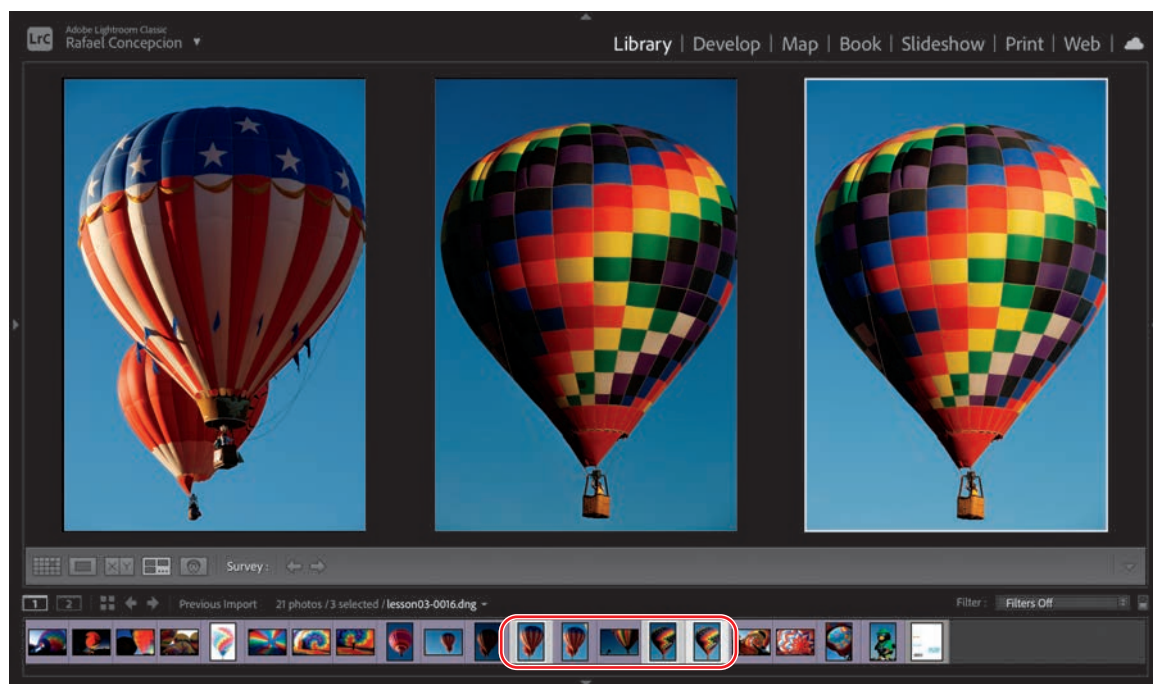 LrC
Adobe Lightroom Classic
Rafael Concepcion
Library | Develop | Map | Book | Slideshow | Print | Web |
XY
Survey :
1 2 Previous Import 21 photos / 3 selected / lesson03-0016.dng Filter : Filters Off